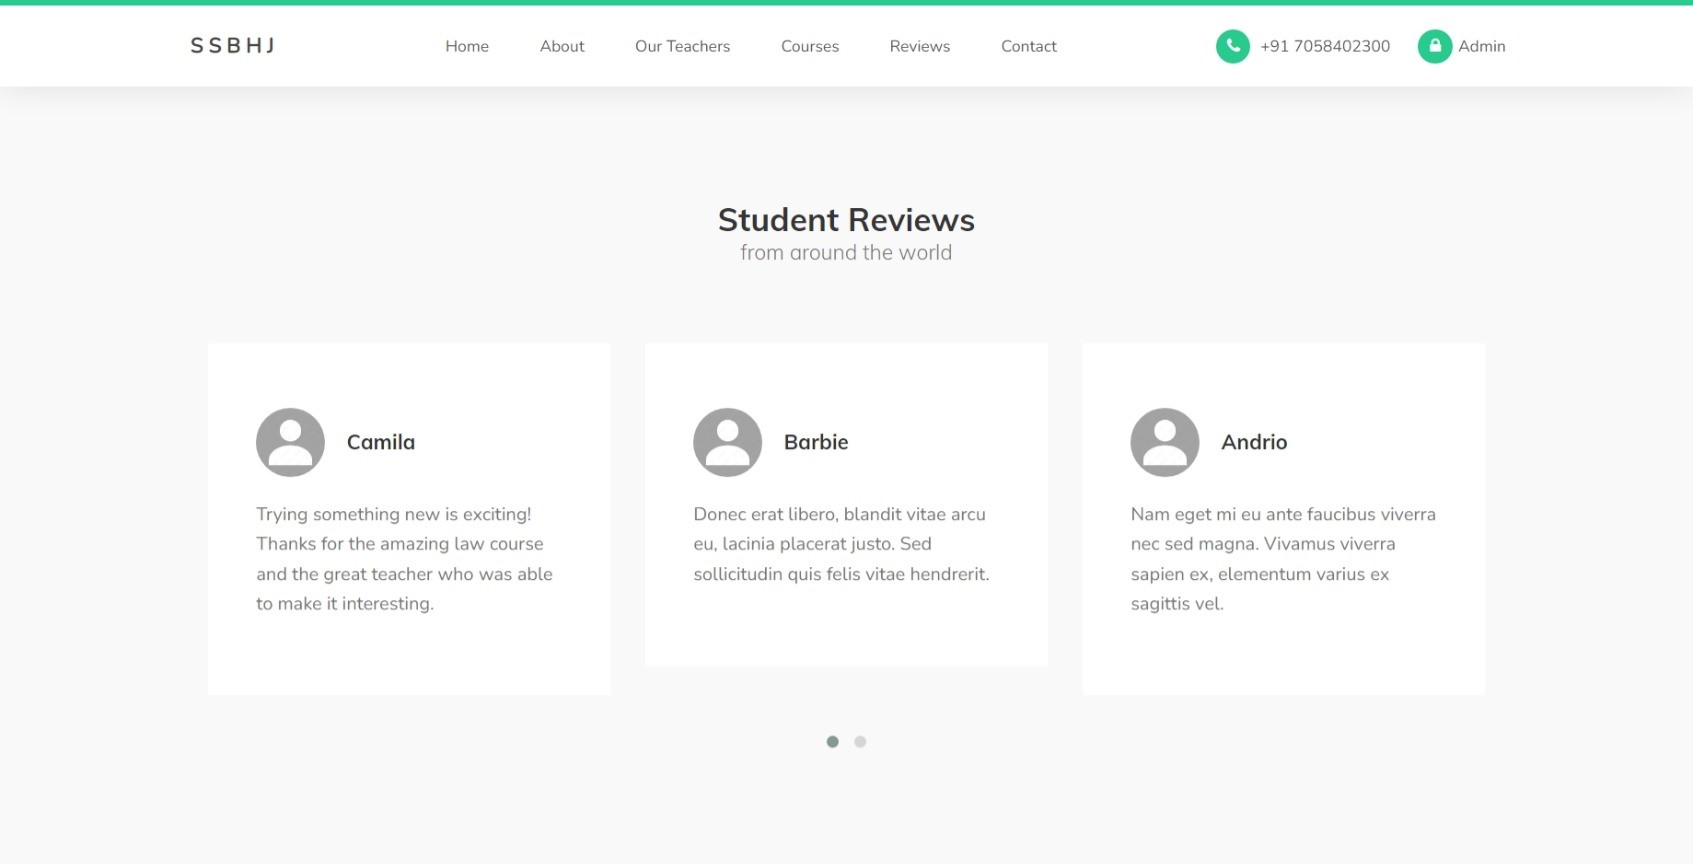 SSBHJ
Home
About
Our Teachers
Courses
Reviews
Contact
+91 7058402300
Admin
Student Reviews
from around the world
Camila
Trying something new is exciting!
Thanks for the amazing law course
and the great teacher who was able
to make it interesting.
Barbie
Donec erat libero, blandit vitae arcu
eu, lacinia placerat justo. Sed
sollicitudin quis felis vitae hendrerit.
Andrio
Nam eget mi eu ante faucibus viverra
nec sed magna. Vivamus viverra
sapien ex, elementum varius ex
sagittis vel.